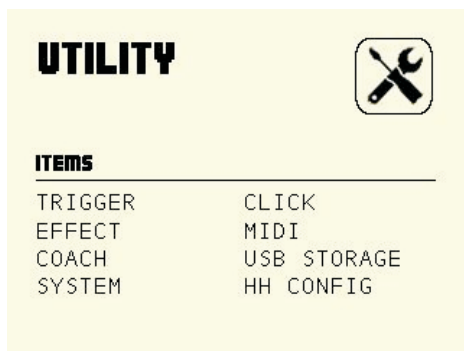 UTILITY
ITEMS
TRIGGER CLICK
EFFECT MIDI
COACH USB STORAGE
SYSTEM HH CONFIG